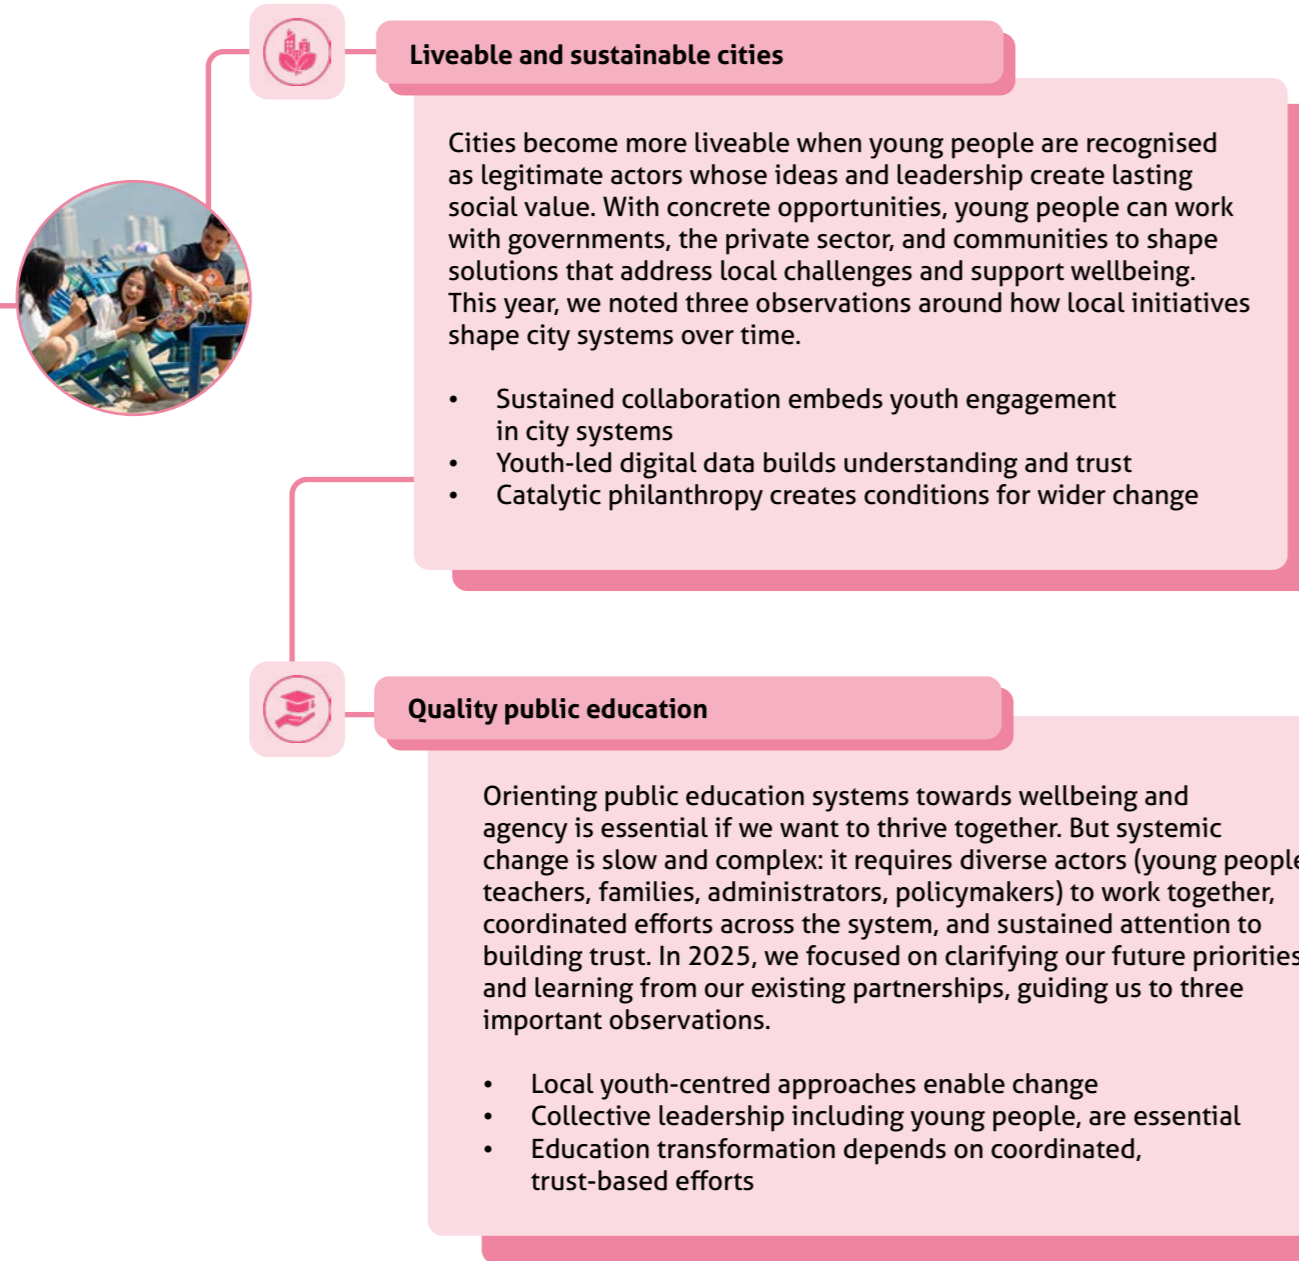 Liveable and sustainable cities
Cities become more liveable when young people are recognised
as legitimate actors whose ideas and leadership create lasting
social value. With concrete opportunities, young people can work
with governments, the private sector, and communities to shape
solutions that address local challenges and support wellbeing.
This year, we noted three observations around how local initiatives
shape city systems over time.
• Sustained collaboration embeds youth engagement
in city systems
• Youth-led digital data builds understanding and trust
• Catalytic philanthropy creates conditions for wider change
Quality public education
Orienting public education systems towards wellbeing and
agency is essential if we want to thrive together. But systemic
change is slow and complex: it requires diverse actors (young people
teachers, families, administrators, policymakers) to work together,
coordinated efforts across the system, and sustained attention to
building trust. In 2025, we focused on clarifying our future priorities
and learning from our existing partnerships, guiding us to three
important observations.
• Local youth-centred approaches enable change
• Collective leadership including young people, are essential
• Education transformation depends on coordinated,
trust-based efforts